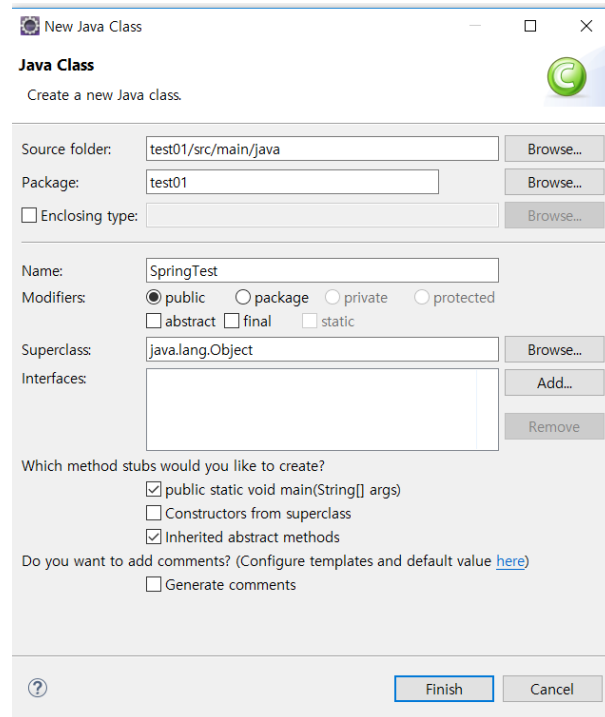 New Java Class
Java Class
Create a new Java class.
Source folder: test01/src/main/java Browse...
Package: test01 Browse...
Enclosing type: Browse...
Name: SpringTest
Modifiers: public package private protected
abstract final static
Superclass: java.lang.Object Browse...
Interfaces: Add...
Remove
Which method stubs would you like to create?
public static void main(String[] args)
Constructors from superclass
Inherited abstract methods
Do you want to add comments? (Configure templates and default value here)
Generate comments
? Finish Cancel